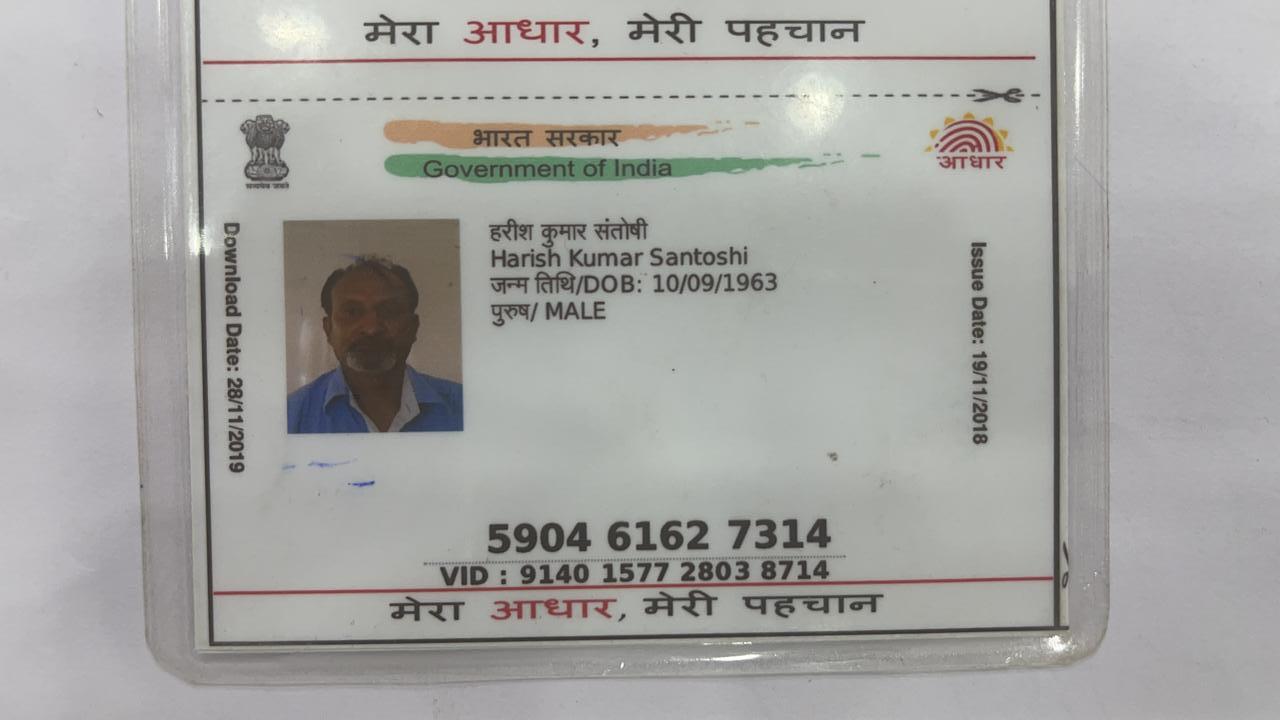 मेरा आधार, मेरी पहचान
भारत सरकार
Government of India
सत्यमेव जयते
आधार
Download Date: 28/11/2019
हरीश कुमार संतोषी
Harish Kumar Santoshi
जन्म तिथि/DOB: 10/09/1963
पुरुष/ MALE
Issue Date: 19/11/2018
5904 6162 7314
VID : 9140 1577 2803 8714
मेरा आधार, मेरी पहचान